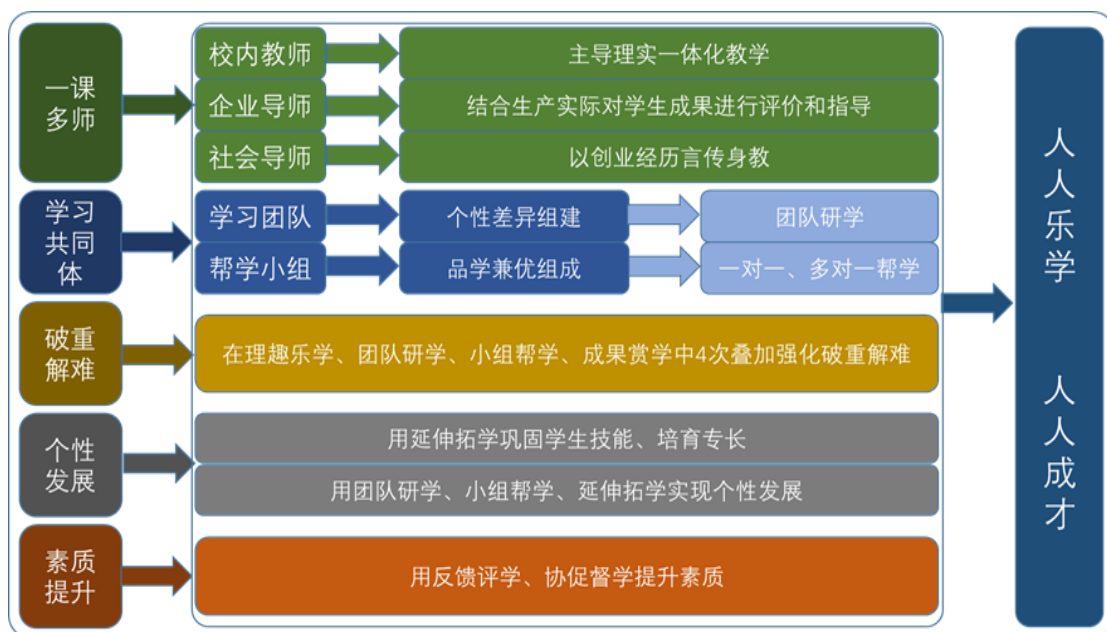 一课
多师
校内教师
主导理实一体化教学
企业导师
结合生产实际对学生成果进行评价和指导
社会导师
以创业经历言传身教
学习
共同
体
学习团队
个性差异组建
团队研学
帮学小组
品学兼优组成
一对一、多对一帮学
破重
解难
在理趣乐学、团队研学、小组帮学、成果赏学中4次叠加强化破重解难
个性
发展
用延伸拓学巩固学生技能、培育专长
用团队研学、小组帮学、延伸拓学实现个性发展
素质
提升
用反馈评学、协促督学提升素质
人人乐学
人人成才